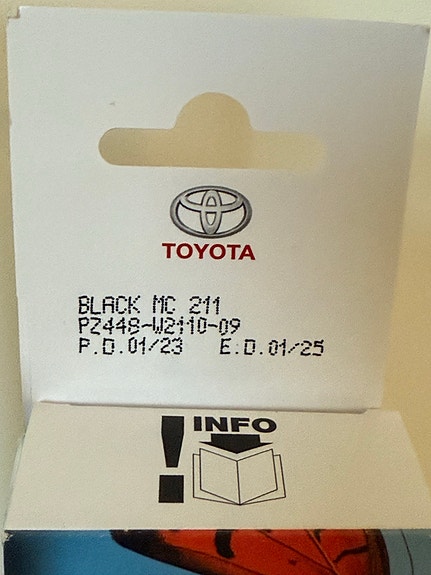 TOYOTA
BLACK MC 211
PZ448-W2110-09
P.D.01/23 E.D.01/25
! INFO